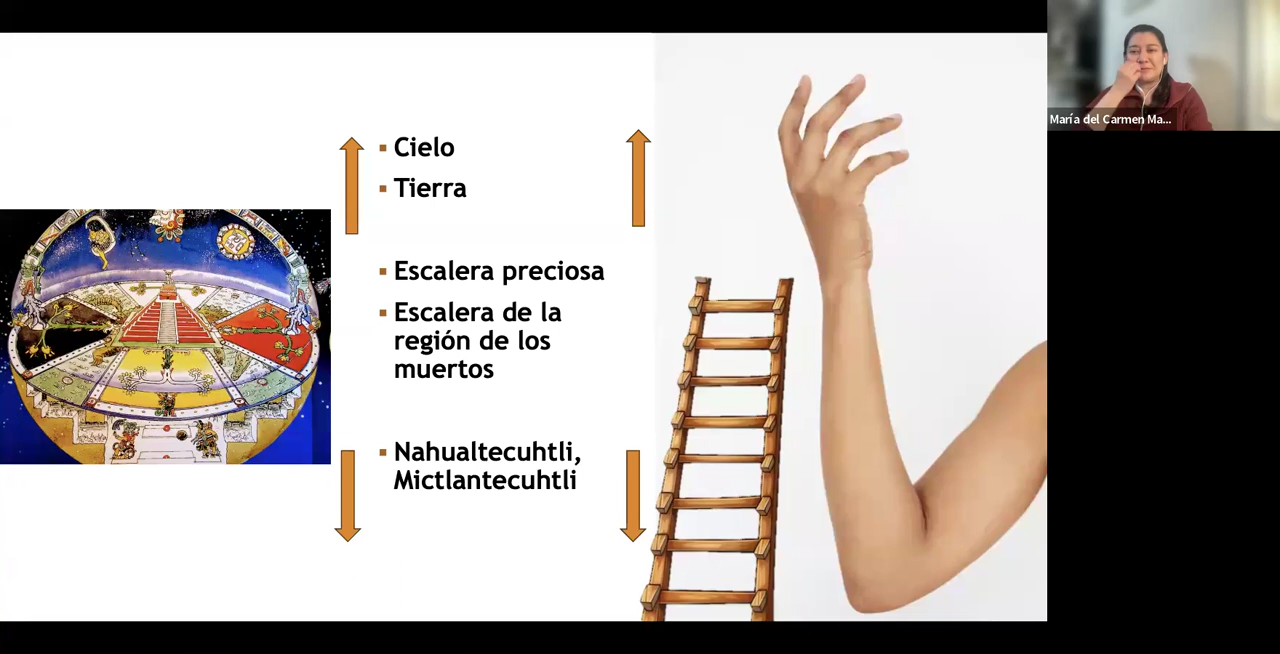 Cielo
Tierra
Escalera preciosa
Escalera de la
región de los
muertos
Nahualtecuhtli,
Mictlantecuhtli
María del Carmen Ma...